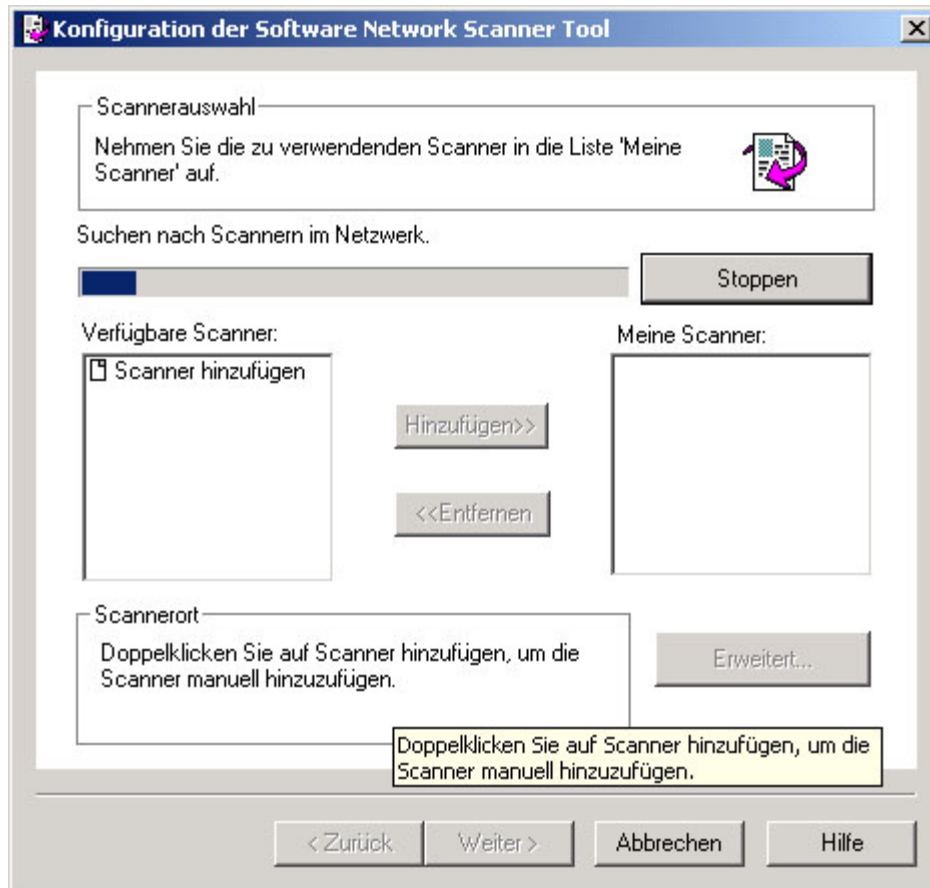 Konfiguration der Software Network Scanner Tool
Scannerauswahl
Nehmen Sie die zu verwendenden Scanner in die Liste 'Meine
Scanner' auf.
Suchen nach Scannern im Netzwerk.
Stoppen
Verfügbare Scanner:
Meine Scanner:
Scanner hinzufügen
Hinzufügen>>
<<Entfernen
Scannerort
Doppelklicken Sie auf Scanner hinzufügen, um die
Scanner manuell hinzuzufügen.
Erweitert...
Doppelklicken Sie auf Scanner hinzufügen, um die
Scanner manuell hinzuzufügen.
< Zurück
Weiter >
Abbrechen
Hilfe